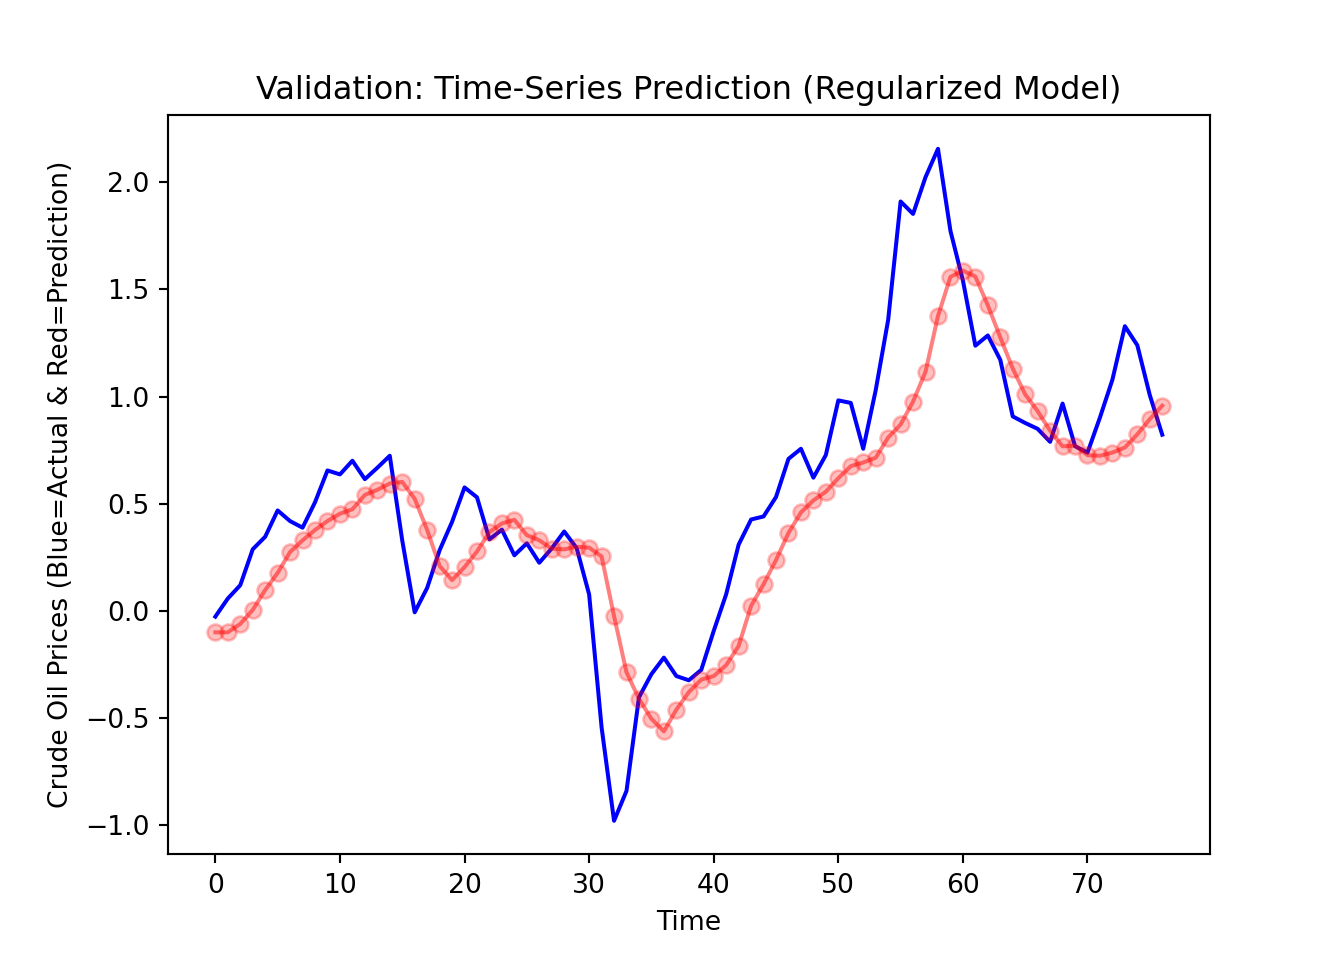 Validation: Time-Series Prediction (Regularized Model)
Crude Oil Prices (Blue=Actual & Red=Prediction)
2.0
1.5
1.0
0.5
0.0
−0.5
−1.0
0 10 20 30 40 50 60 70
Time